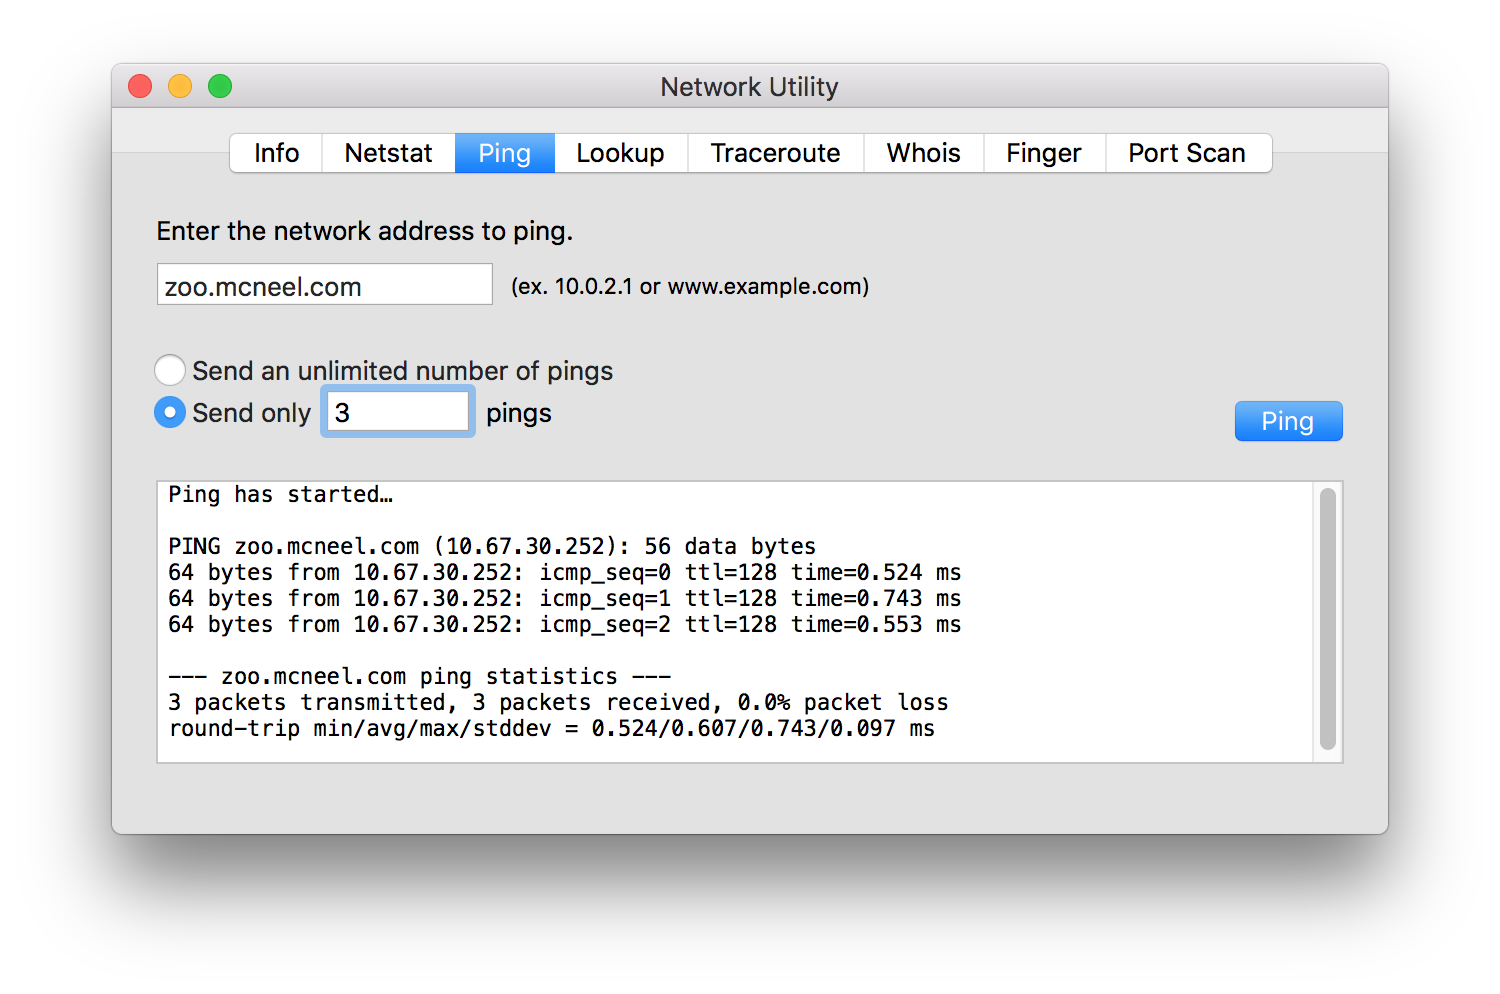 Network Utility
Info Netstat Ping Lookup Traceroute Whois Finger Port Scan
Enter the network address to ping.
zoo.mcneel.com (ex. 10.0.2.1 or www.example.com)
Send an unlimited number of pings
Send only 3 pings
Ping
Ping has started…
PING zoo.mcneel.com (10.67.30.252): 56 data bytes
64 bytes from 10.67.30.252: icmp_seq=0 ttl=128 time=0.524 ms
64 bytes from 10.67.30.252: icmp_seq=1 ttl=128 time=0.743 ms
64 bytes from 10.67.30.252: icmp_seq=2 ttl=128 time=0.553 ms
--- zoo.mcneel.com ping statistics ---
3 packets transmitted, 3 packets received, 0.0% packet loss
round-trip min/avg/max/stddev = 0.524/0.607/0.743/0.097 ms